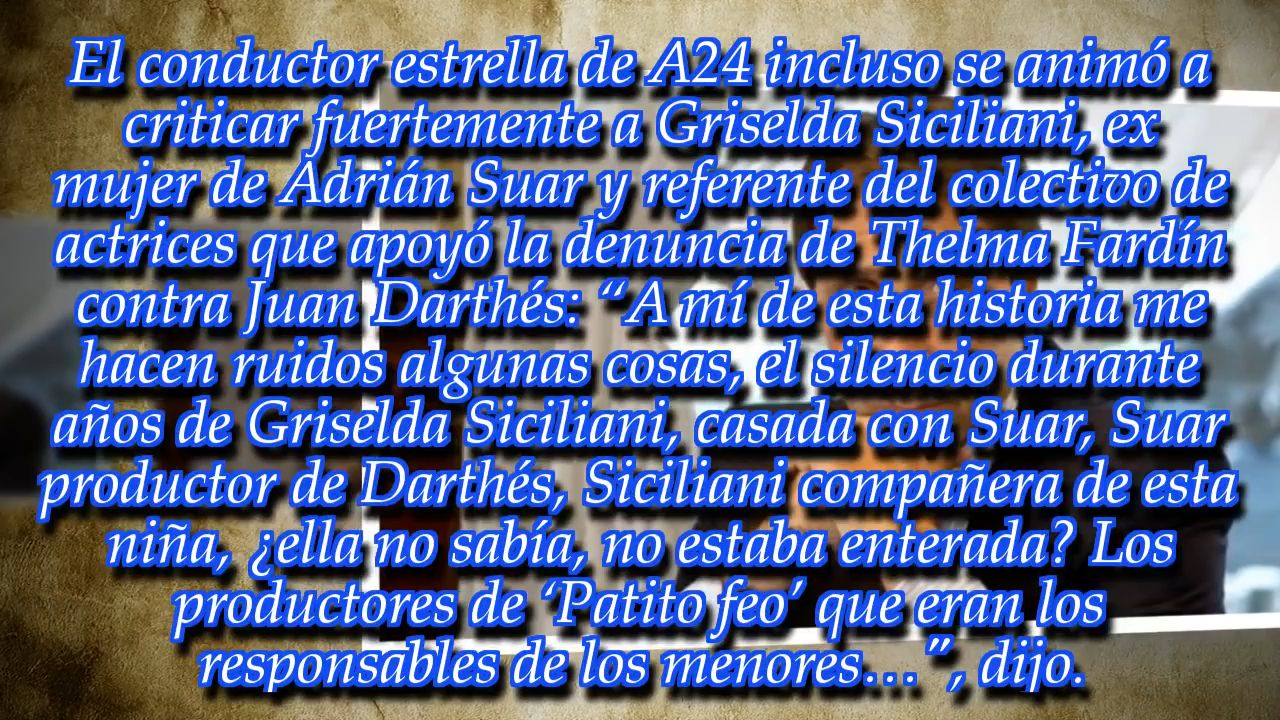 El conductor estrella de A24 incluso se animó a
criticar fuertemente a Griselda Siciliani, ex
mujer de Adrián Suar y referente del colectivo de
actrices que apoyó la denuncia de Thelma Fardín
contra Juan Darthés: “A mí de esta historia me
hacen ruidos algunas cosas, el silencio durante
años de Griselda Siciliani, casada con Suar, Suar
productor de Darthés, Siciliani compañera de esta
niña, ¿ella no sabía, no estaba enterada? Los
productores de ‘Patito feo’ que eran los
responsables de los menores…”, dijo.